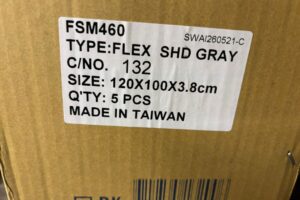 FSM460
SWAI260521-C
TYPE:FLEX SHD GRAY
C/NO. 132
SIZE: 120X100X3.8cm
Q'TY: 5 PCS
MADE IN TAIWAN